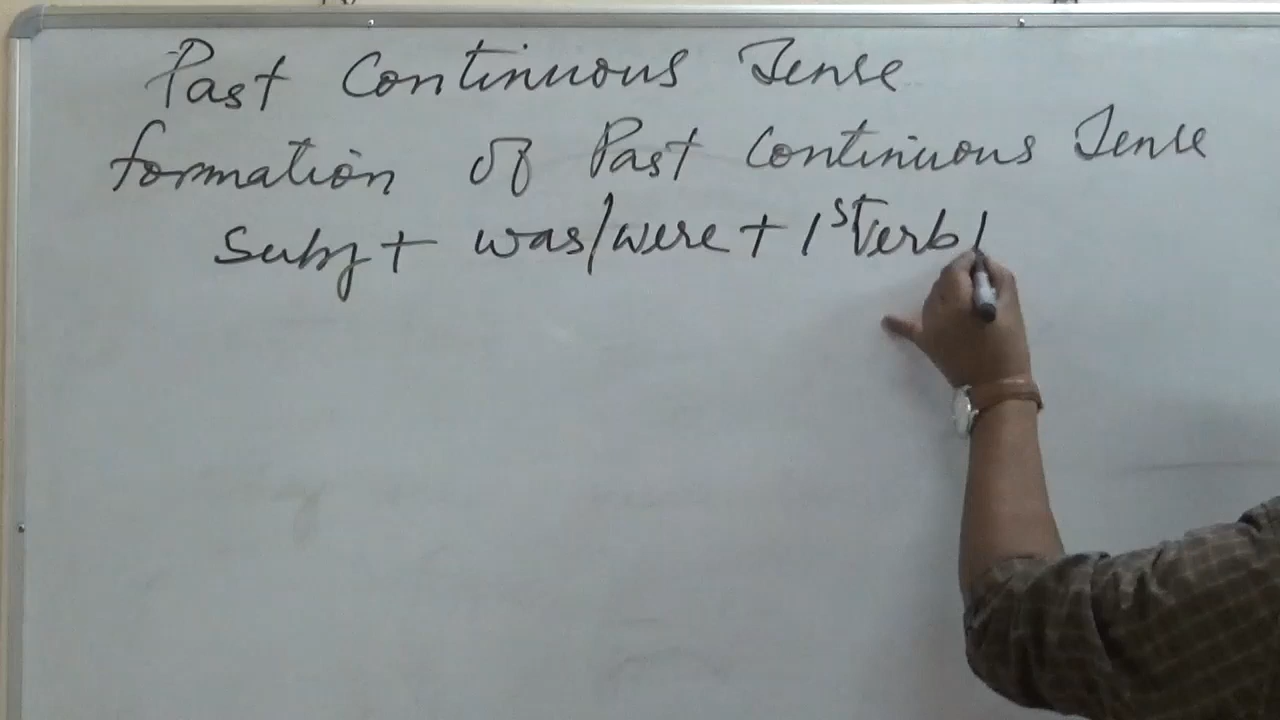 Past Continuous Tense
formation of Past Continuous Tense
Subj + was/were + 1st Verb